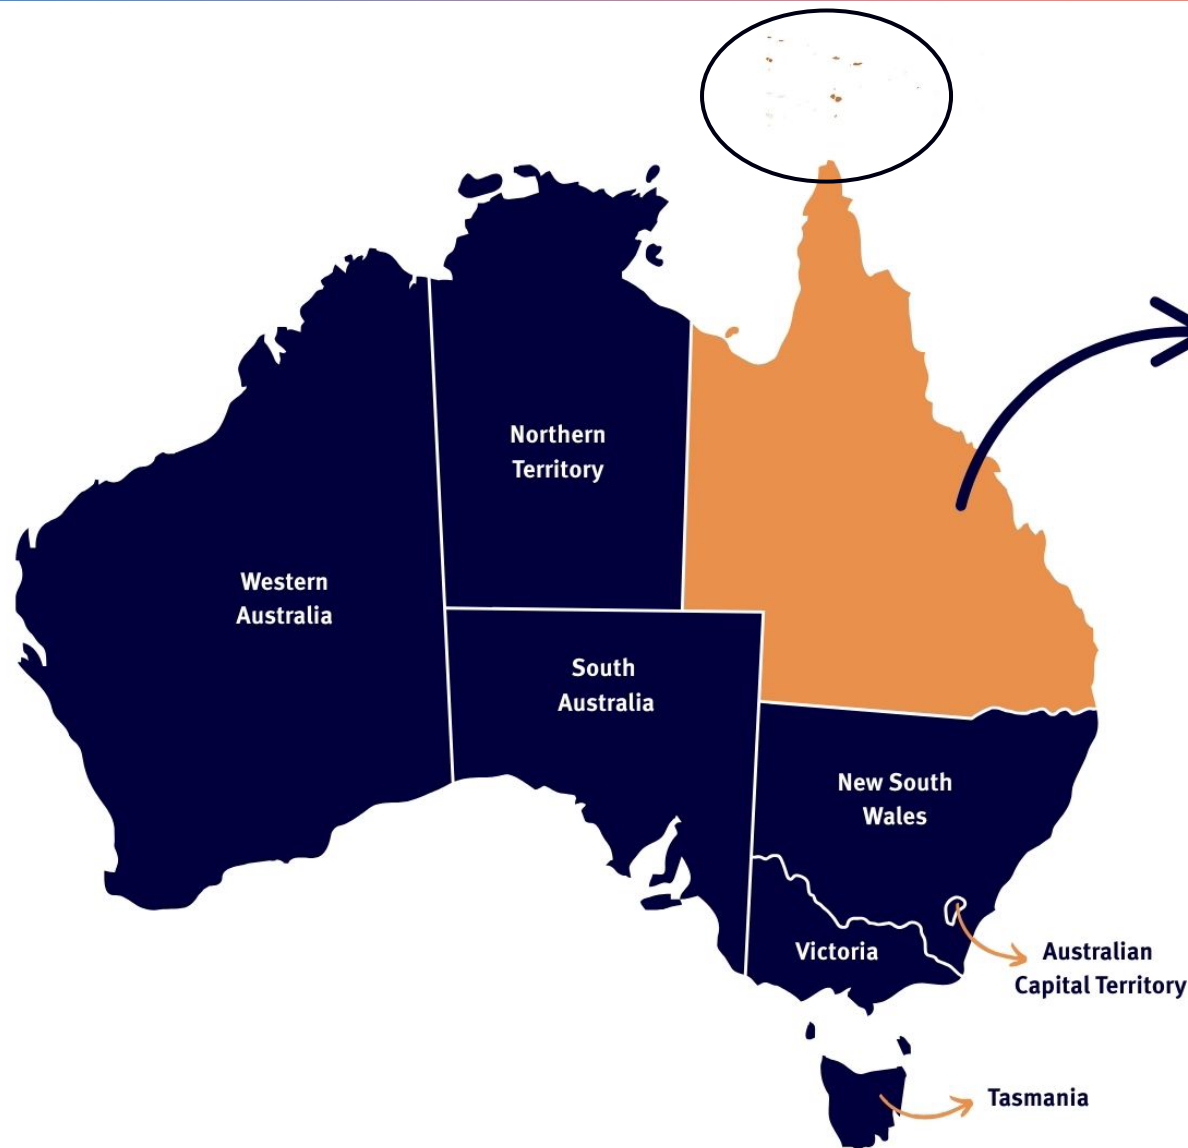 Northern
Territory
Western
Australia
South
Australia
New South
Wales
Victoria
Australian
Capital Territory
Tasmania